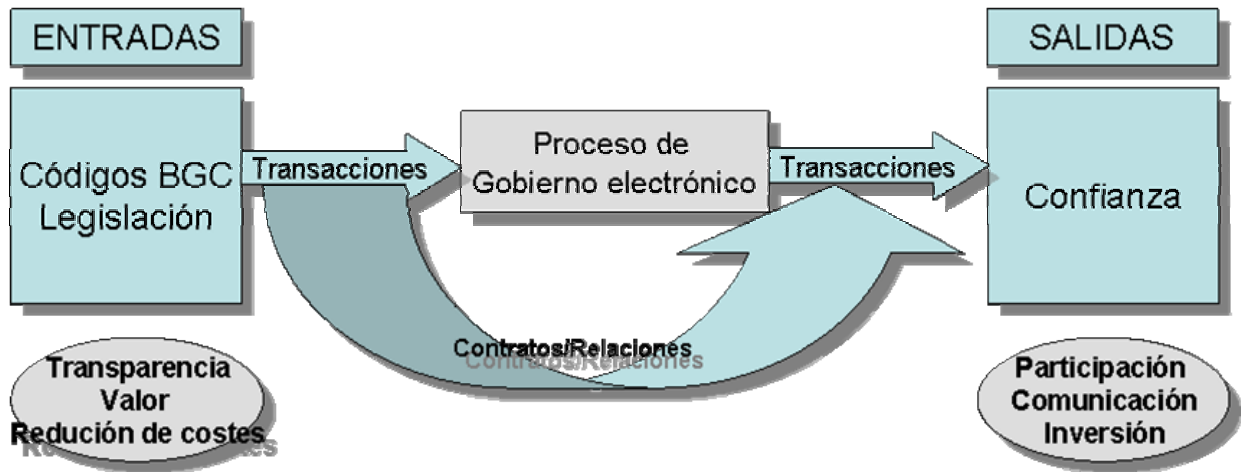 ENTRADAS
SALIDAS
Códigos BGC
Legislación
Transacciones
Proceso de
Gobierno electrónico
Transacciones
Confianza
Contratos/Relaciones
Transparencia
Valor
Redución de costes
Participación
Comunicación
Inversión